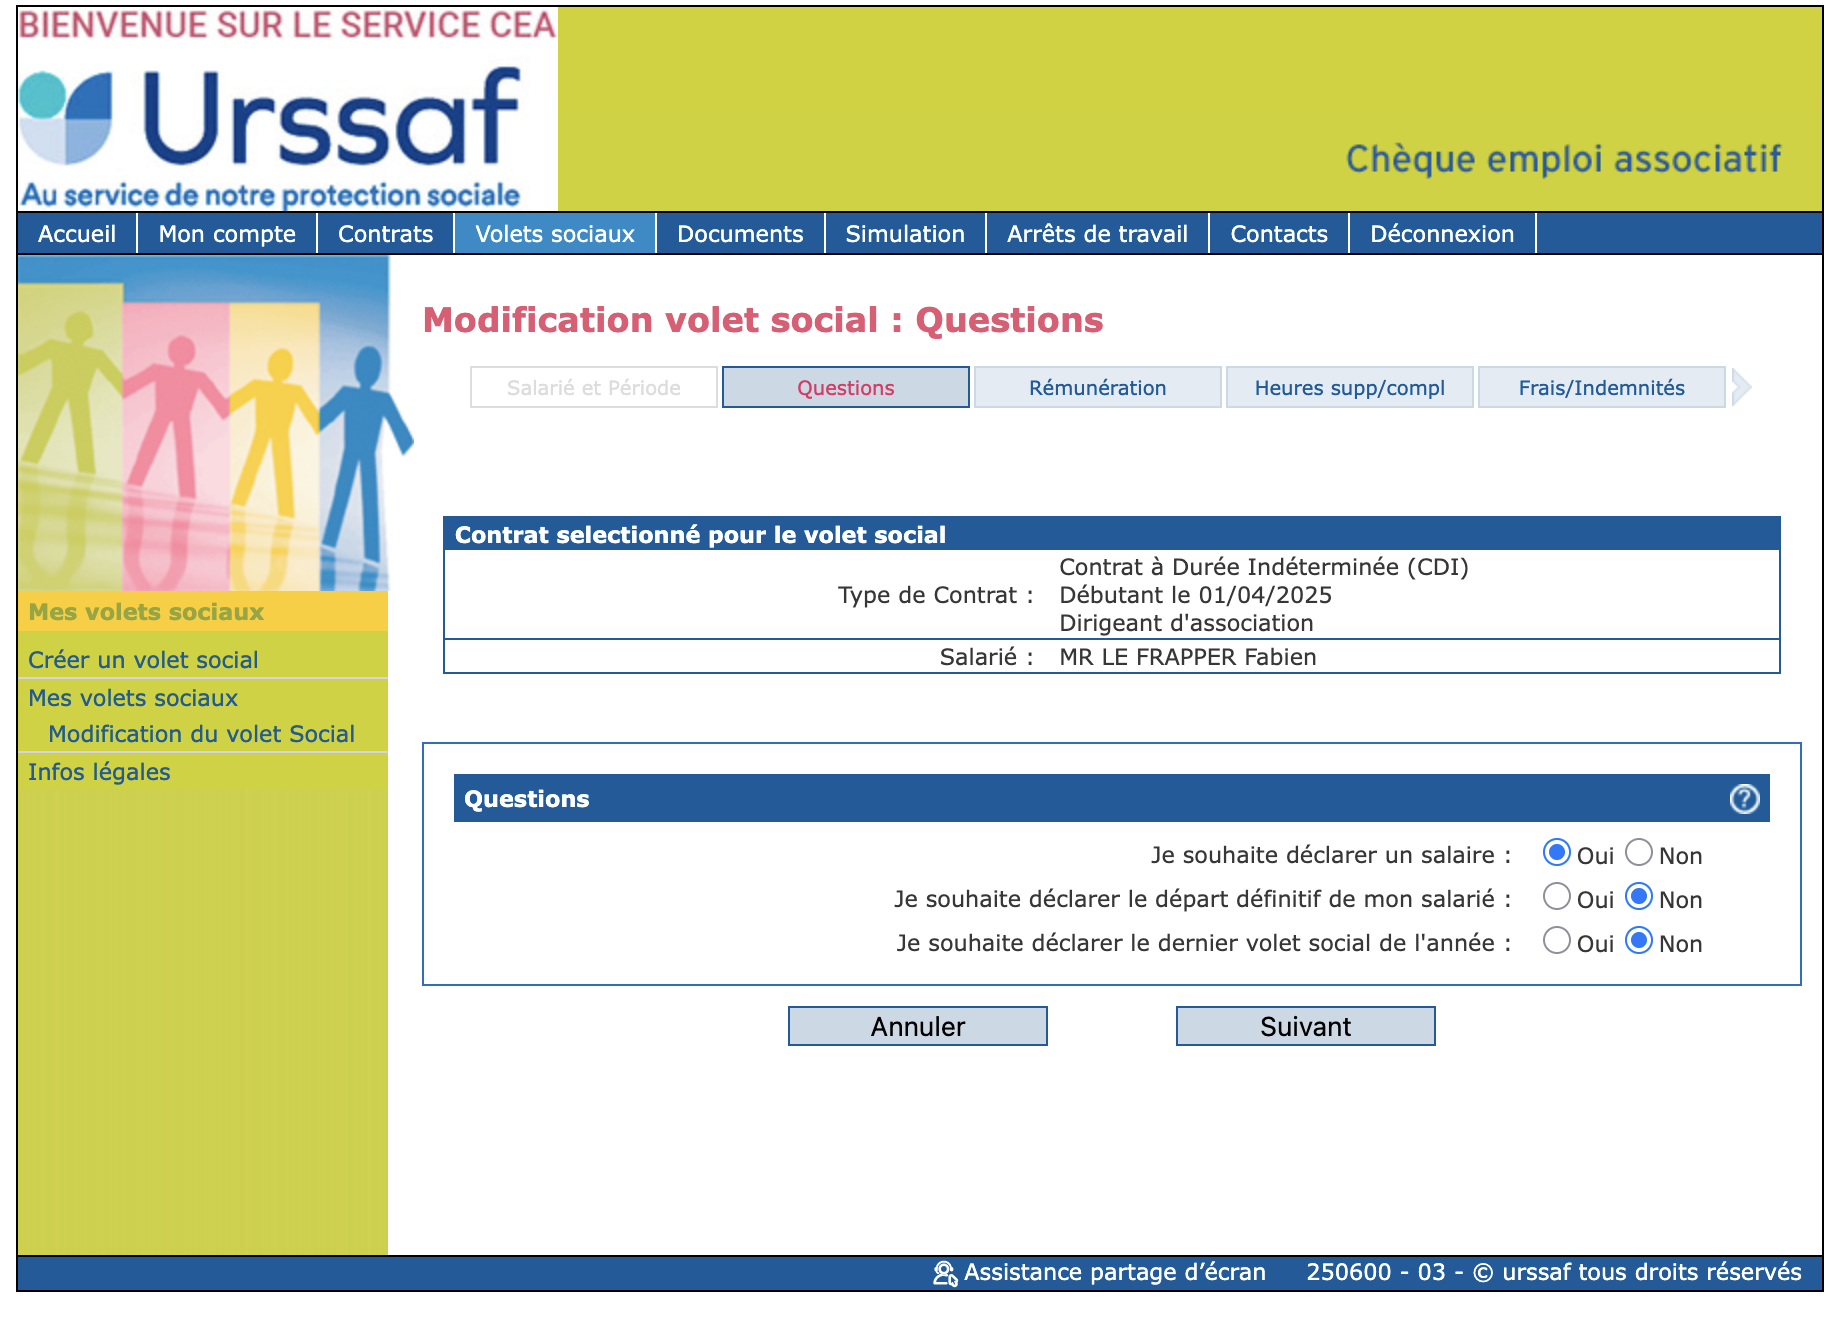 BIENVENUE SUR LE SERVICE CEA
Urssaf
Au service de notre protection sociale
Chèque emploi associatif
Accueil
Mon compte
Contrats
Volets sociaux
Documents
Simulation
Arrêts de travail
Contacts
Déconnexion
Mes volets sociaux
Créer un volet social
Mes volets sociaux
Modification du volet Social
Infos légales
Modification volet social : Questions
Salarié et Période
Questions
Rémunération
Heures supp/compl
Frais/Indemnités
Contrat selectionné pour le volet social
Type de Contrat :
Contrat à Durée Indéterminée (CDI)
Débutant le 01/04/2025
Dirigeant d'association
Salarié : MR LE FRAPPER Fabien
Questions ?
Je souhaite déclarer un salaire : Oui Non
Je souhaite déclarer le départ définitif de mon salarié : Oui Non
Je souhaite déclarer le dernier volet social de l'année : Oui Non
Annuler
Suivant
Assistance partage d’écran 250600 - 03 - © urssaf tous droits réservés